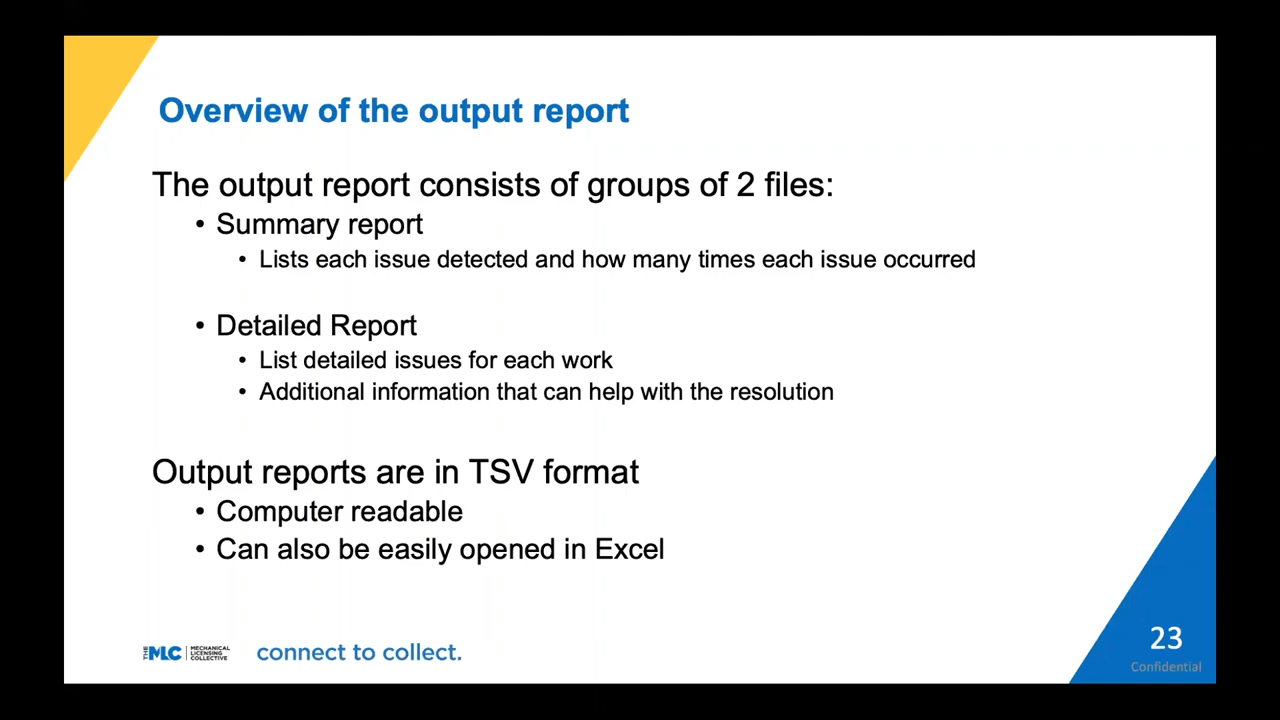 Overview of the output report
The output report consists of groups of 2 files:
• Summary report
• Lists each issue detected and how many times each issue occurred
• Detailed Report
• List detailed issues for each work
• Additional information that can help with the resolution
Output reports are in TSV format
• Computer readable
• Can also be easily opened in Excel
THE MLC | MECHANICAL
LICENSING
COLLECTIVE
connect to collect.
23
Confidential